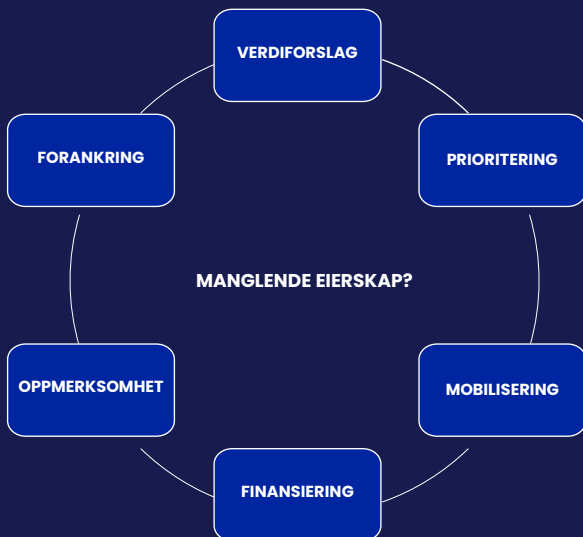 VERDIFORSLAG
FORANKRING
PRIORITERING
MANGLENDE EIERSKAP?
OPPMERKSOMHET
MOBILISERING
FINANSIERING